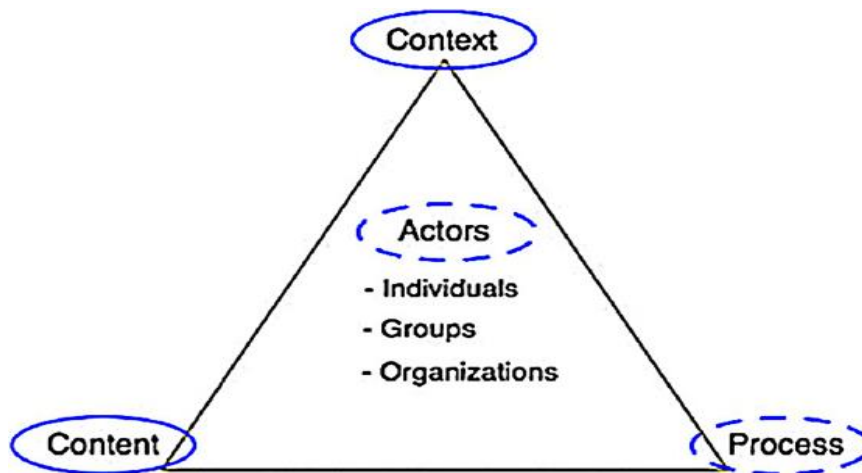 Context
Actors
- Individuals
- Groups
- Organizations
Content
Process